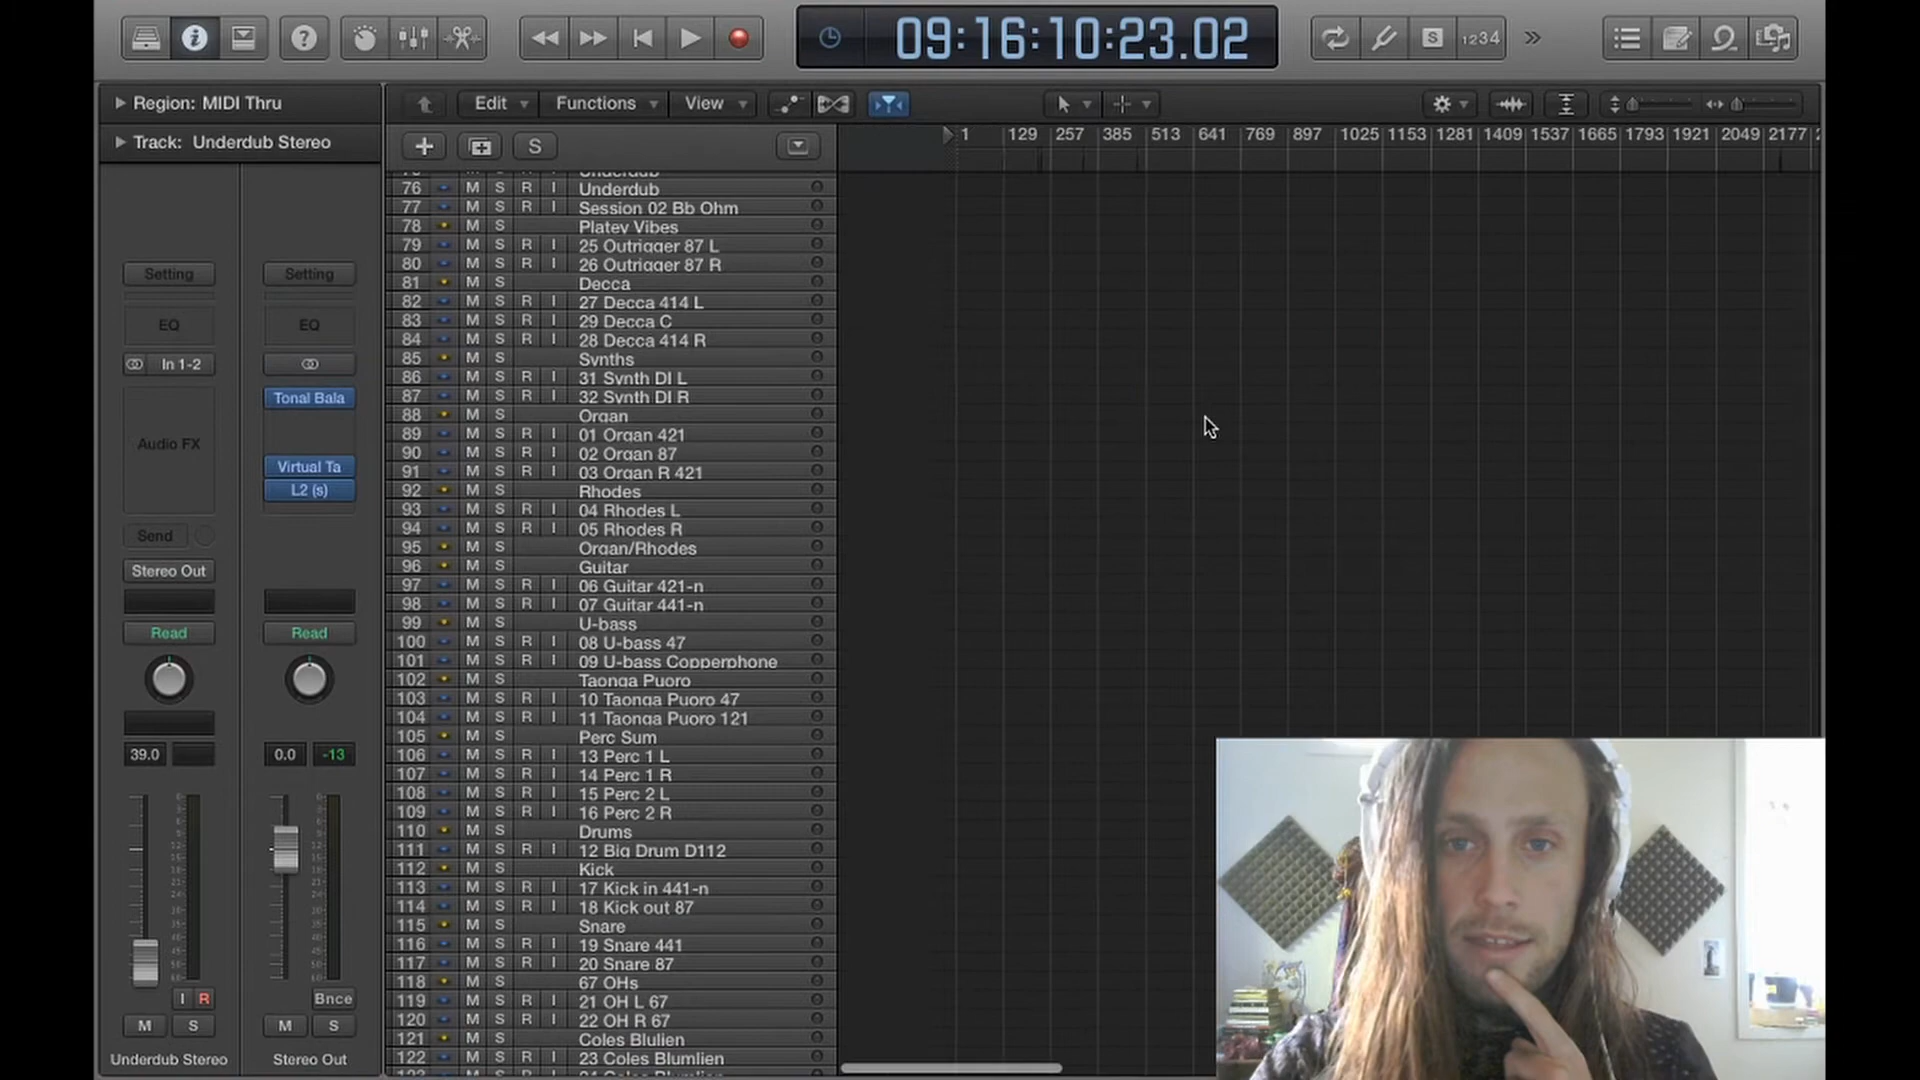 09:16:10:23.02
S
1234
Region: MIDI Thru
Edit
Functions
View
Track: Underdub Stereo
S
1 129 257 385 513 641 769 897 1025 1153 1281 1409 1537 1665 1793 1921 2049 2177
76 M S R I Underdub
77 M S R I Session 02 Bb Ohm
78 M S Platey Vibes
79 M S R I 25 Outrigger 87 L
80 M S R I 26 Outrigger 87 R
81 M S Decca
82 M S R I 27 Decca 414 L
83 M S R I 29 Decca C
84 M S R I 28 Decca 414 R
85 M S Synths
86 M S R I 31 Synth DI L
87 M S R I 32 Synth DI R
88 M S Organ
89 M S R I 01 Organ 421
90 M S R I 02 Organ 87
91 M S R I 03 Organ R 421
92 M S Rhodes
93 M S R I 04 Rhodes L
94 M S R I 05 Rhodes R
95 M S Organ/Rhodes
96 M S Guitar
97 M S R I 06 Guitar 421-n
98 M S R I 07 Guitar 441-n
99 M S U-bass
100 M S R I 08 U-bass 47
101 M S R I 09 U-bass Copperphone
102 M S Taonga Puoro
103 M S R I 10 Taonga Puoro 47
104 M S R I 11 Taonga Puoro 121
105 M S Perc Sum
106 M S R I 13 Perc 1 L
107 M S R I 14 Perc 1 R
108 M S R I 15 Perc 2 L
109 M S R I 16 Perc 2 R
110 M S Drums
111 M S R I 12 Big Drum D112
112 M S Kick
113 M S R I 17 Kick in 441-n
114 M S R I 18 Kick out 87
115 M S Snare
116 M S R I 19 Snare 441
117 M S R I 20 Snare 87
118 M S 67 OHs
119 M S R I 21 OH L 67
120 M S R I 22 OH R 67
121 M S Coles Blulien
122 M S R I 23 Coles Blumlien
Setting Setting
EQ EQ
In 1-2
Tonal Bala
Audio FX
Virtual Ta
L2 (s)
Send
Stereo Out
Read Read
39.0 0.0 -13
I R Bnce
M S M S
Underdub Stereo Stereo Out